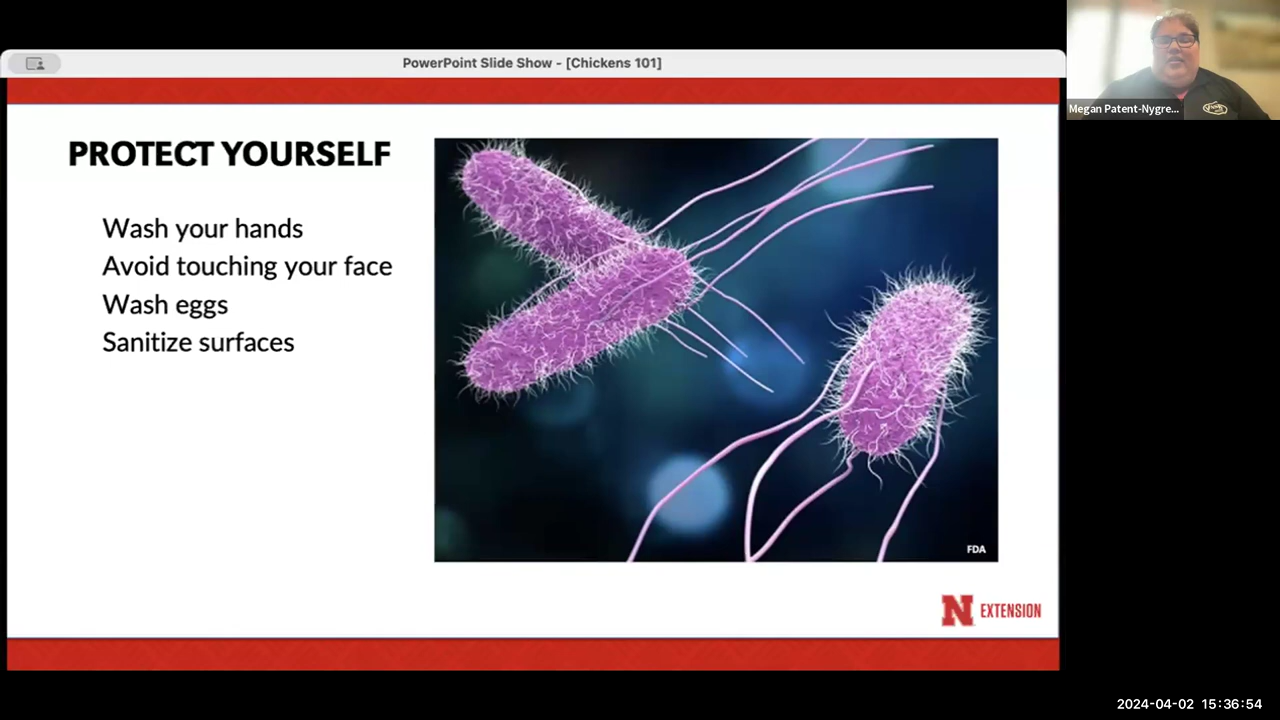 PowerPoint Slide Show - [Chickens 101]
Megan Patent-Nygre...
PROTECT YOURSELF
Wash your hands
Avoid touching your face
Wash eggs
Sanitize surfaces
FDA
N EXTENSION
2024-04-02 15:36:54